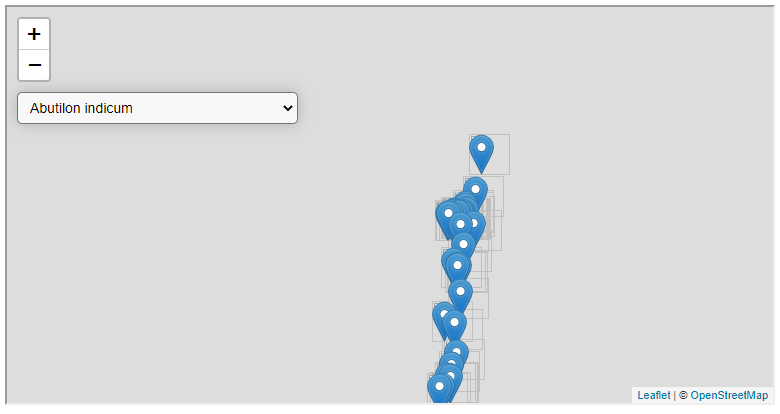 +
−
Abutilon indicum
Leaflet | © OpenStreetMap